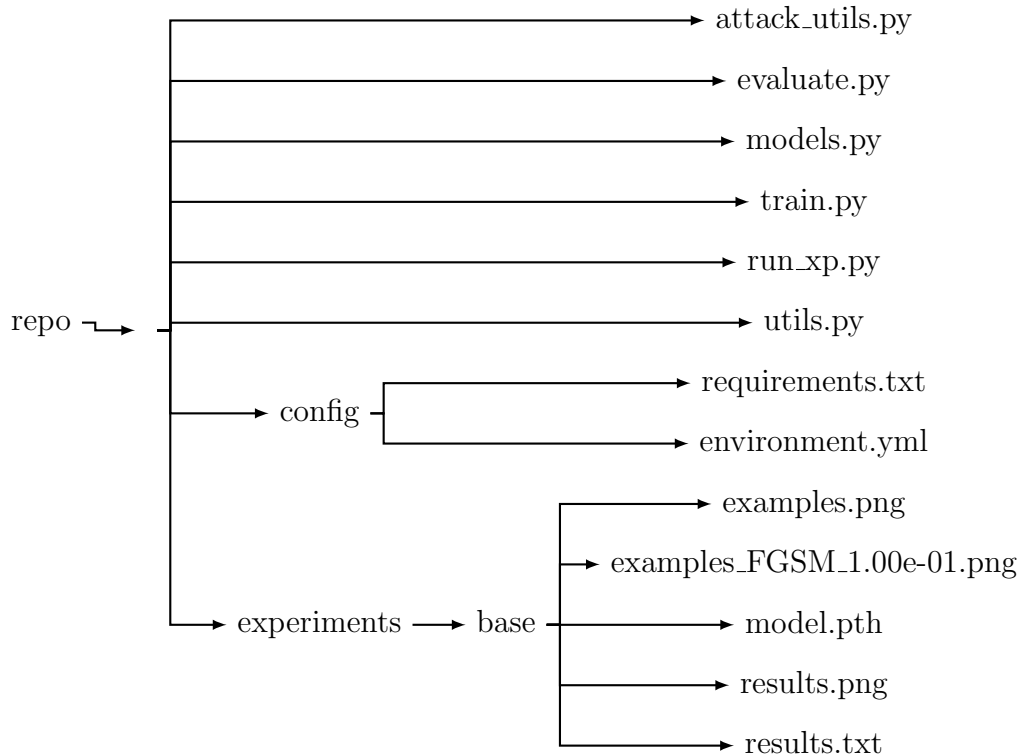 attack_utils.py
evaluate.py
models.py
train.py
run_xp.py
repo
utils.py
requirements.txt
config
environment.yml
examples.png
examples_FGSM_1.00e-01.png
experiments
base
model.pth
results.png
results.txt